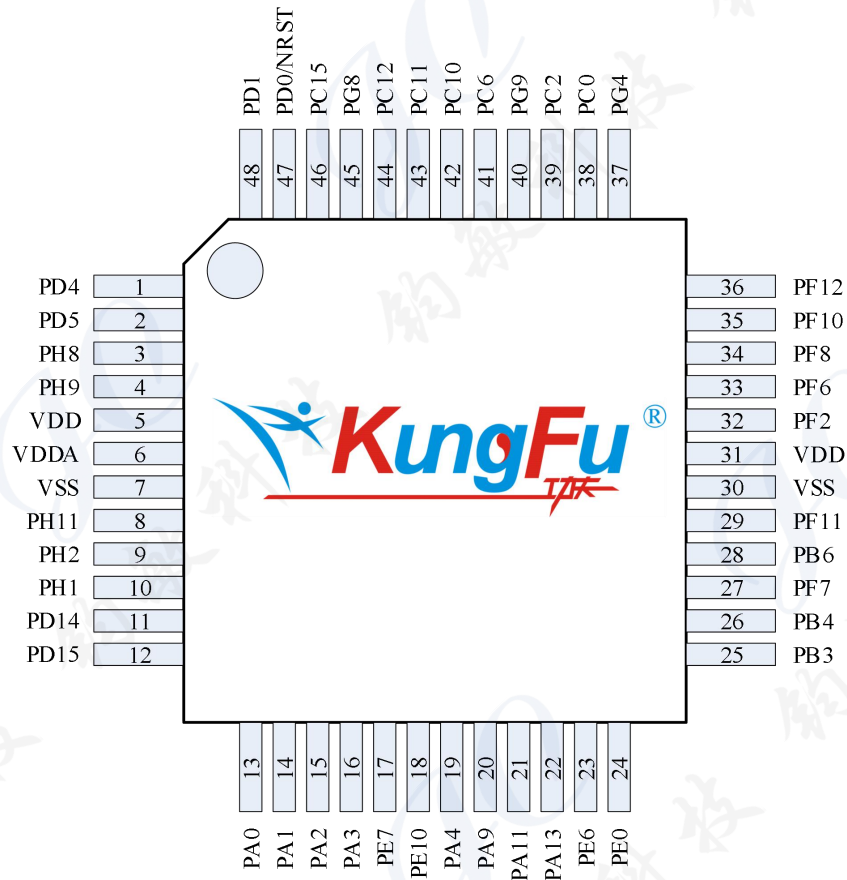 PD1 PD0/NRST PC15 PG8 PC12 PC11 PC10 PC6 PG9 PC2 PC0 PG4
48 47 46 45 44 43 42 41 40 39 38 37
PD4 1 36 PF12
PD5 2 35 PF10
PH8 3 34 PF8
PH9 4 33 PF6
VDD 5 32 PF2
VDDA 6 31 VDD
VSS 7 30 VSS
PH11 8 29 PF11
PH2 9 28 PB6
PH1 10 27 PF7
PD14 11 26 PB4
PD15 12 25 PB3
KungFu®
功夫
13 14 15 16 17 18 19 20 21 22 23 24
PA0 PA1 PA2 PA3 PE7 PE10 PA4 PA9 PA11 PA13 PE6 PE0